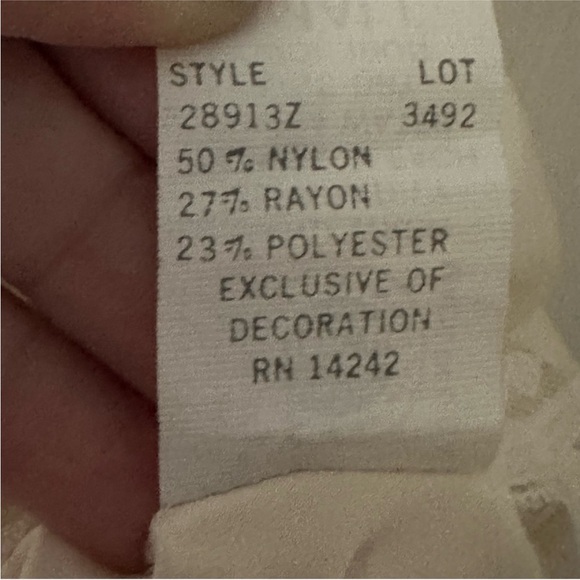 STYLE LOT
28913Z 3492
50% NYLON
27% RAYON
23% POLYESTER
EXCLUSIVE OF
DECORATION
RN 14242